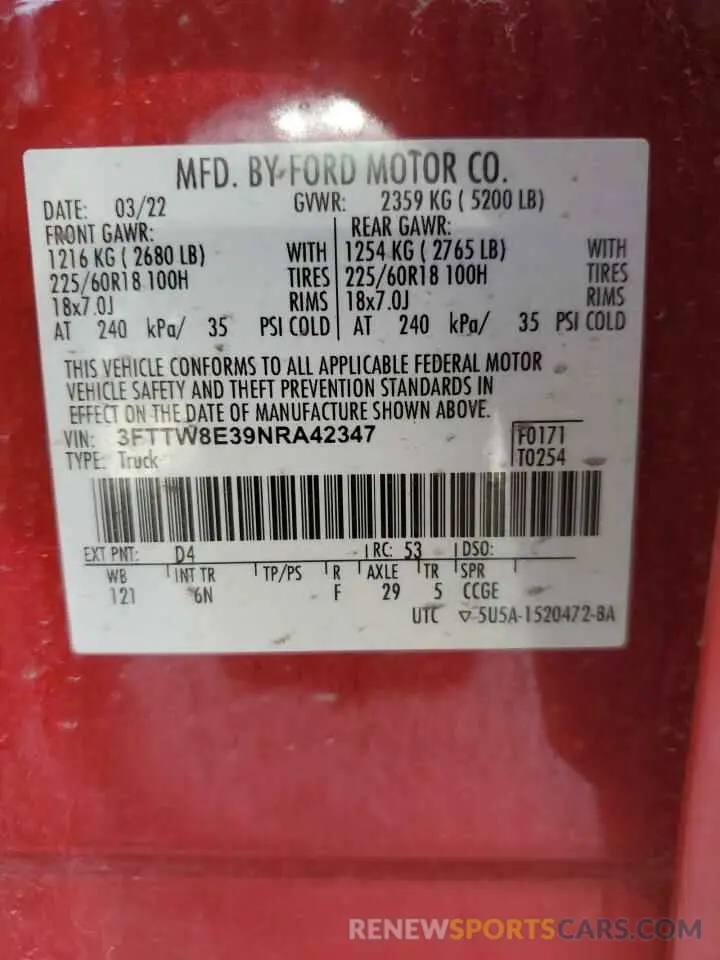 MFD. BY FORD MOTOR CO.
DATE: 03/22 GVWR: 2359 KG ( 5200 LB)
FRONT GAWR: REAR GAWR:
1216 KG ( 2680 LB) WITH 1254 KG ( 2765 LB) WITH
225/60R18 100H TIRES 225/60R18 100H TIRES
18x7.0J RIMS 18x7.0J RIMS
AT 240 kPa/ 35 PSI COLD AT 240 kPa/ 35 PSI COLD
THIS VEHICLE CONFORMS TO ALL APPLICABLE FEDERAL MOTOR
VEHICLE SAFETY AND THEFT PREVENTION STANDARDS IN
EFFECT ON THE DATE OF MANUFACTURE SHOWN ABOVE.
VIN: 3FTTW8E39NRA42347 F0171
TYPE: Truck T0254
EXT PNT: D4 RC: 53 DSO:
WB INT TR TP/PS R AXLE TR SPR
121 6N F 29 5 CCGE
UTC ▽ 5U5A-1520472-BA
RENEWSPORTSCARS.COM